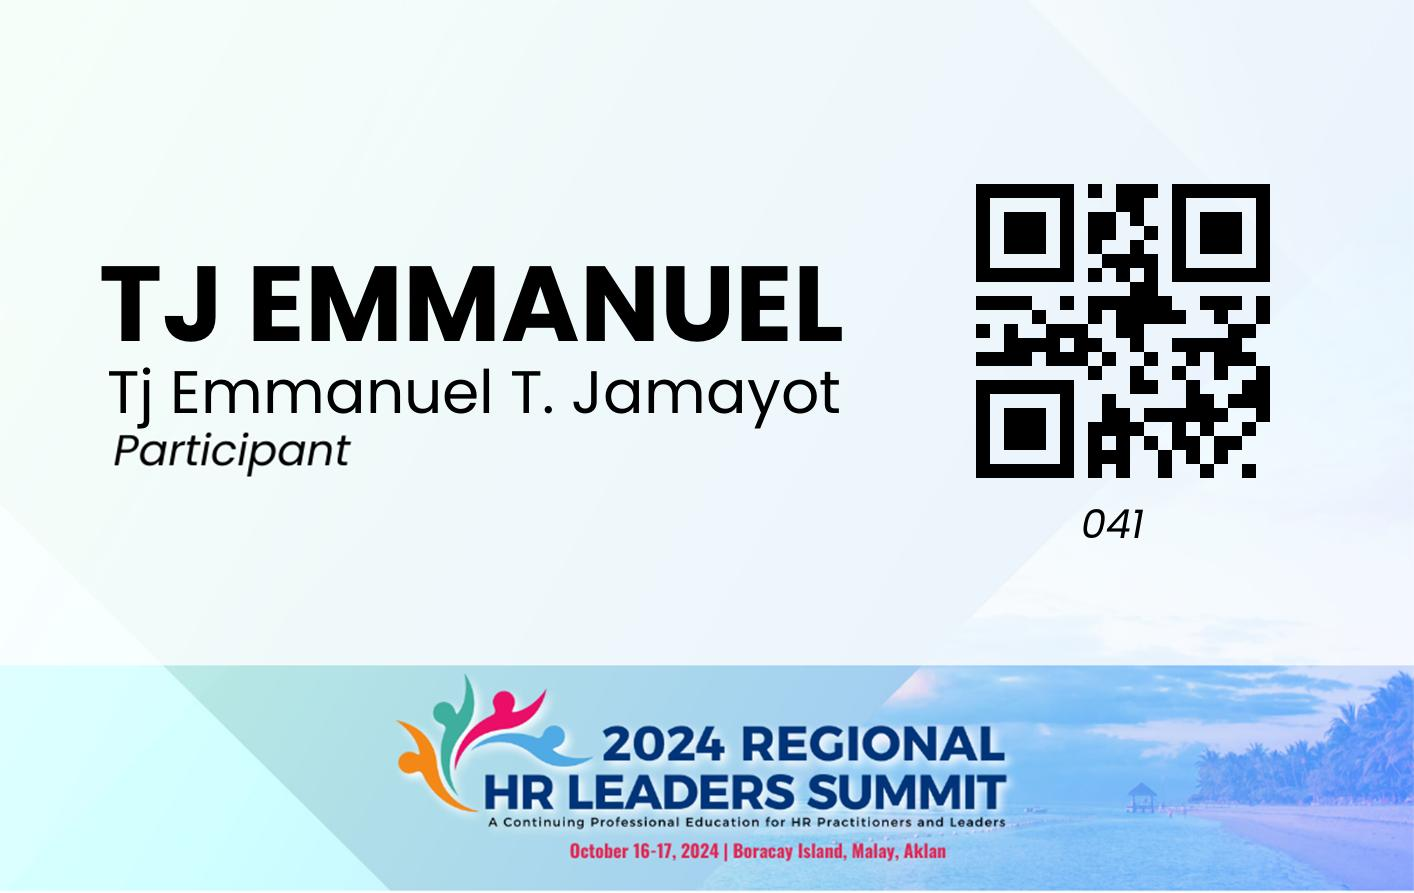 TJ EMMANUEL
Tj Emmanuel T. Jamayot
Participant
041
2024 REGIONAL
HR LEADERS SUMMIT
A Continuing Professional Education for HR Practitioners and Leaders
October 16-17, 2024 | Boracay Island, Malay, Aklan